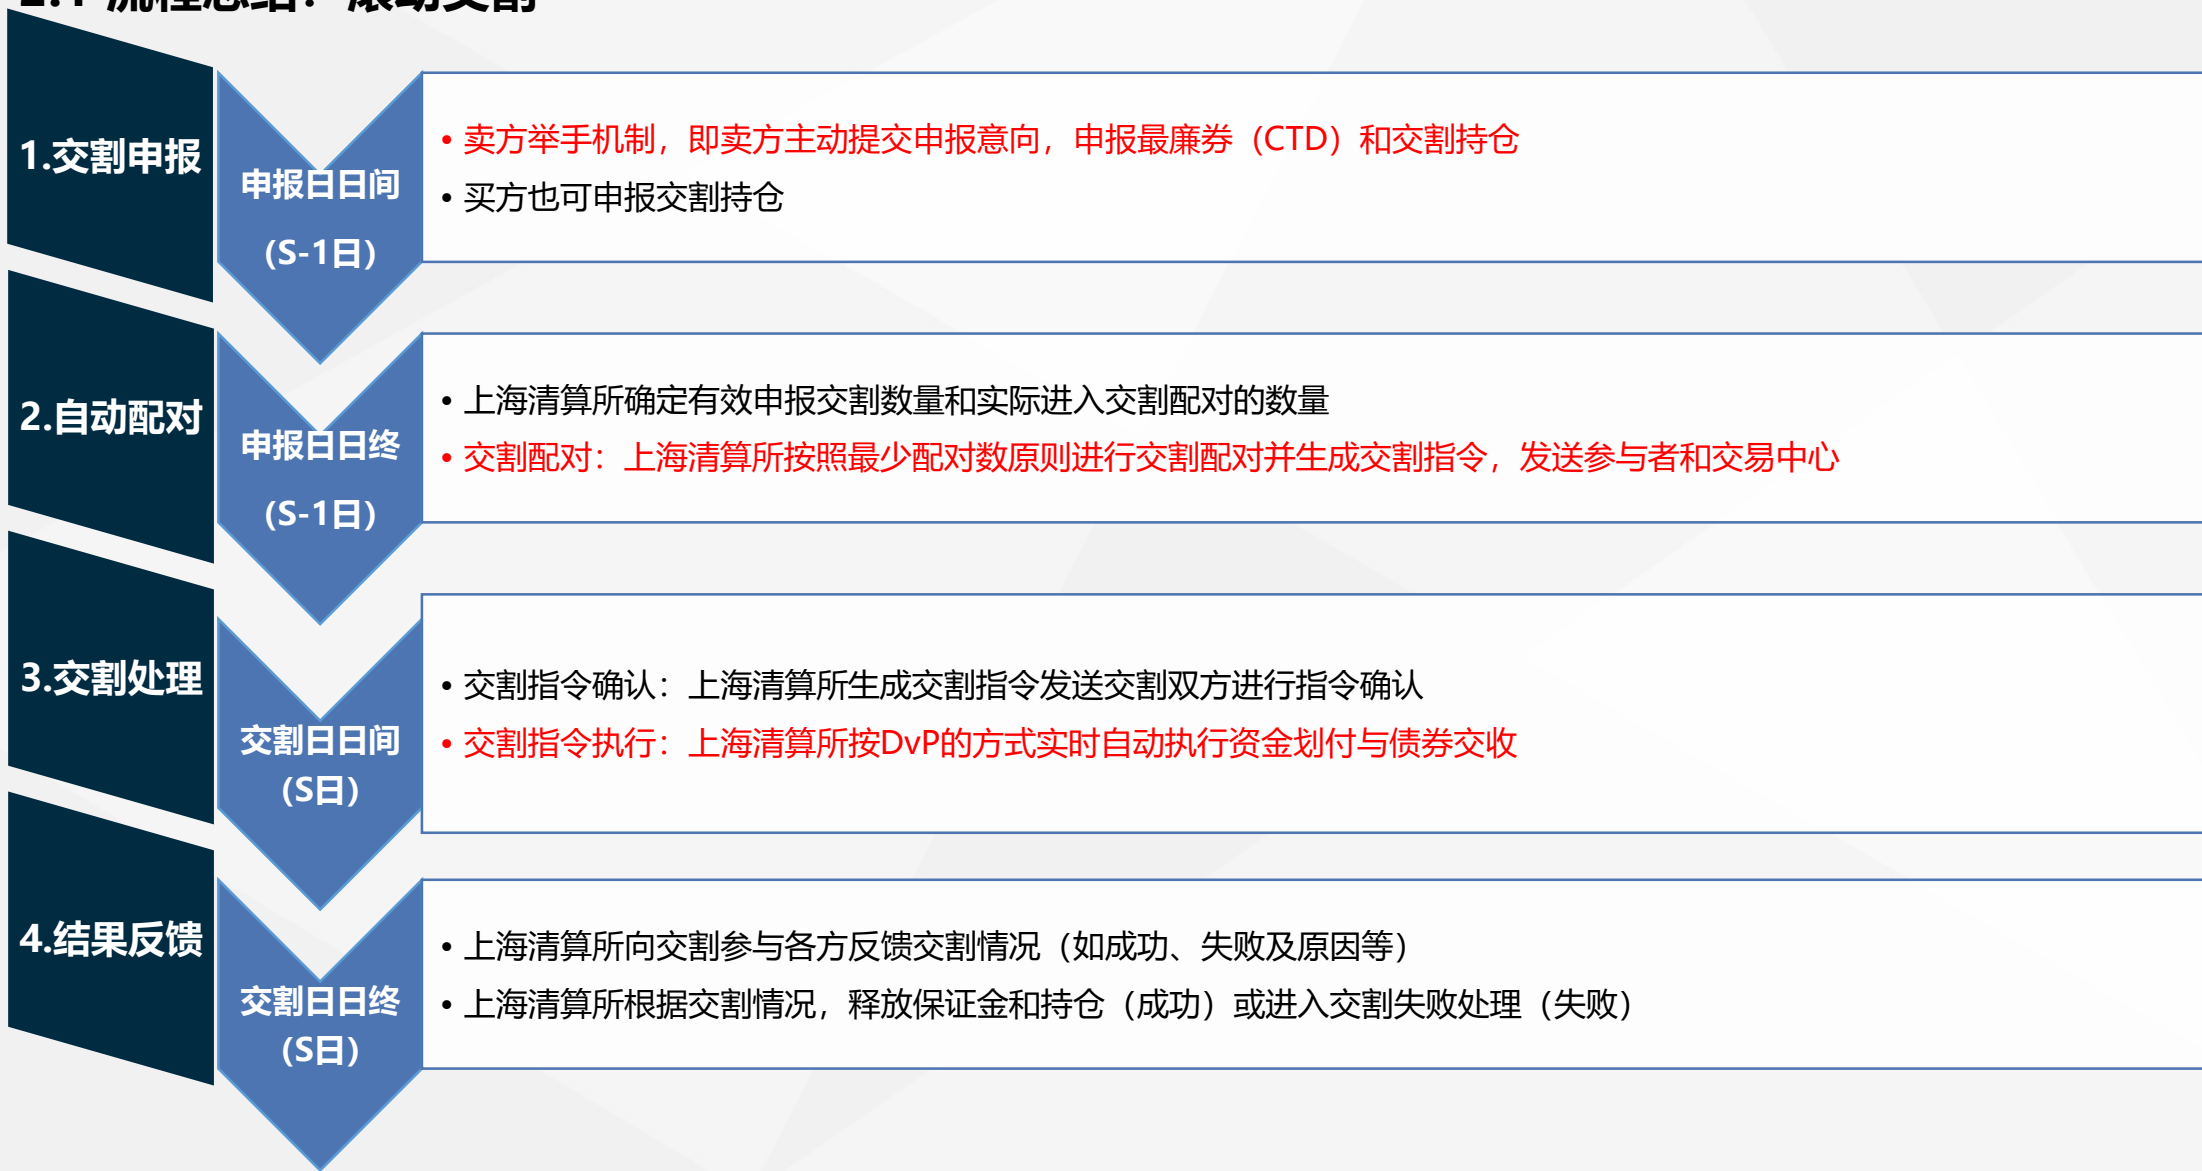 2.1 流程总结：滚动交割
1.交割申报
申报日日间
（S-1日）
• 卖方举手机制，即卖方主动提交申报意向，申报最廉券（CTD）和交割持仓
• 买方也可申报交割持仓
2.自动配对
申报日日终
（S-1日）
• 上海清算所确定有效申报交割数量和实际进入交割配对的数量
• 交割配对：上海清算所按照最少配对数原则进行交割配对并生成交割指令，发送参与者和交易中心
3.交割处理
交割日日间
（S日）
• 交割指令确认：上海清算所生成交割指令发送交割双方进行指令确认
• 交割指令执行：上海清算所按DvP的方式实时自动执行资金划付与债券交收
4.结果反馈
交割日日终
（S日）
• 上海清算所向交割参与各方反馈交割情况（如成功、失败及原因等）
• 上海清算所根据交割情况，释放保证金和持仓（成功）或进入交割失败处理（失败）